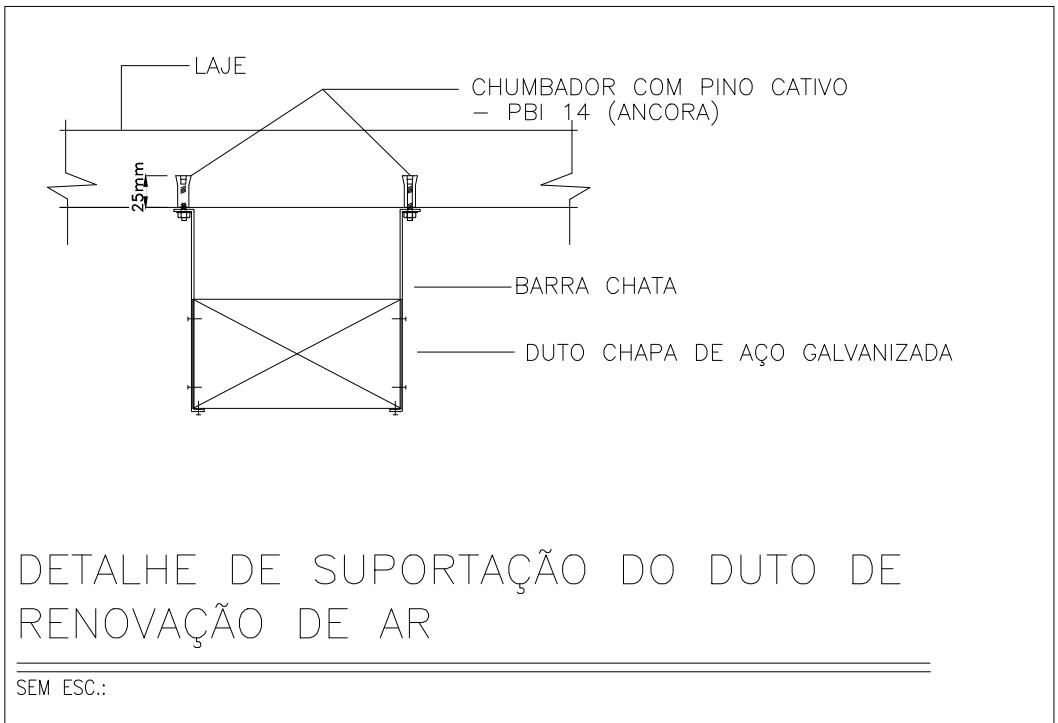 LAJE
CHUMBADOR COM PINO CATIVO
- PBI 14 (ANCORA)
25mm
BARRA CHATA
DUTO CHAPA DE AÇO GALVANIZADA
DETALHE DE SUPORTAÇÃO DO DUTO DE
RENOVAÇÃO DE AR
SEM ESC.: